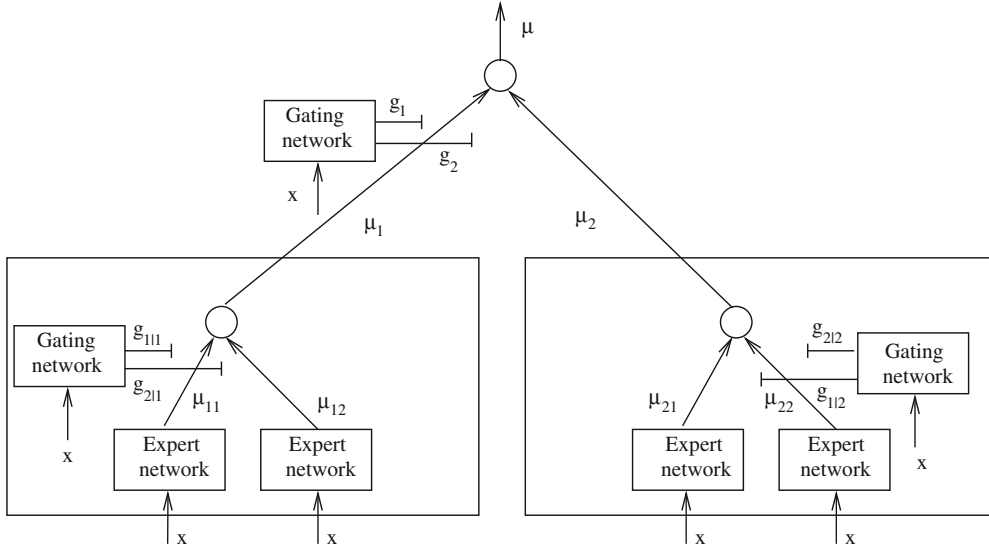 μ
g1
Gating
network
g2
x
μ1
μ2
g1|1
Gating
network
g2|1
x
μ11
μ12
Expert
network
Expert
network
x
x
g2|2
Gating
network
g1|2
x
μ21
μ22
Expert
network
Expert
network
x
x